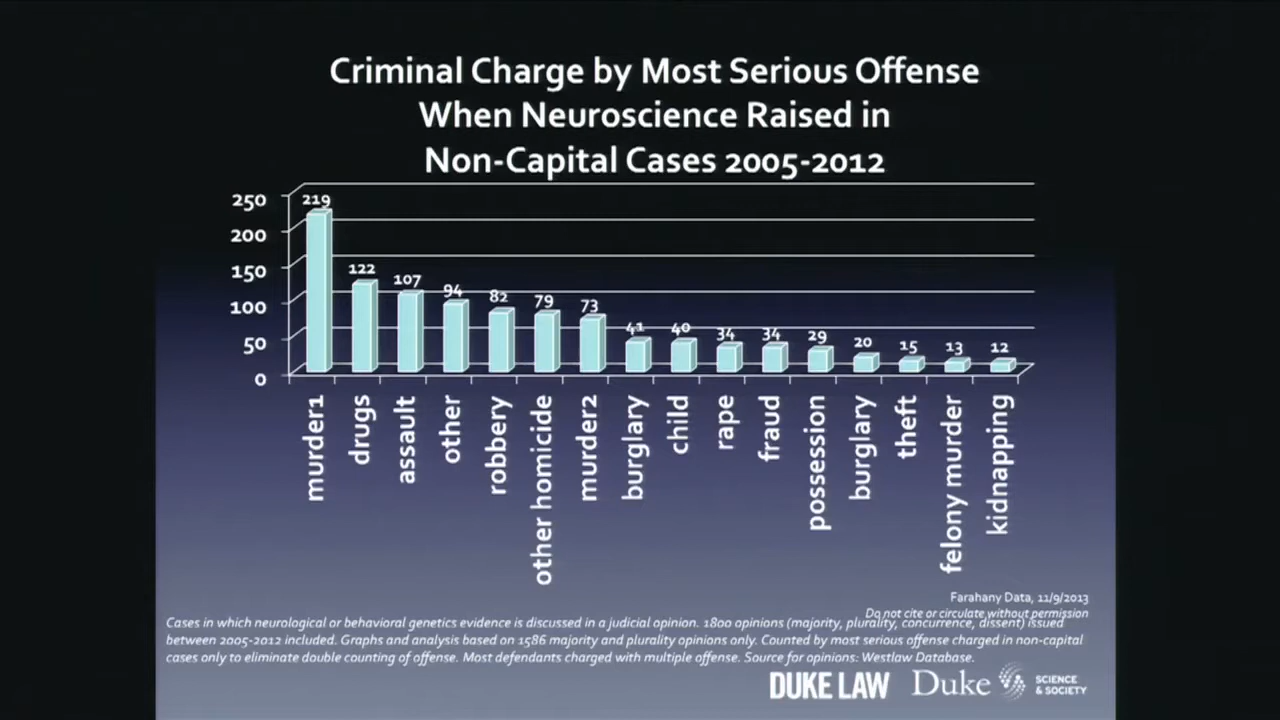 Criminal Charge by Most Serious Offense
When Neuroscience Raised in
Non-Capital Cases 2005-2012
250
200
150
100
50
0
219
122
107
94
82
79
73
41
40
34
34
29
20
15
13
12
murder1
drugs
assault
other
robbery
other homicide
murder2
burglary
child
rape
fraud
possession
burglary
theft
felony murder
kidnapping
Farahany Data, 11/9/2013
Do not cite or circulate without permission
Cases in which neurological or behavioral genetics evidence is discussed in a judicial opinion. 1800 opinions (majority, plurality, concurrence, dissent) issued
between 2005-2012 included. Graphs and analysis based on 1586 majority and plurality opinions only. Counted by most serious offense charged in non-capital
cases only to eliminate double counting of offense. Most defendants charged with multiple offense. Source for opinions: Westlaw Database.
DUKE LAW
Duke
SCIENCE
& SOCIETY